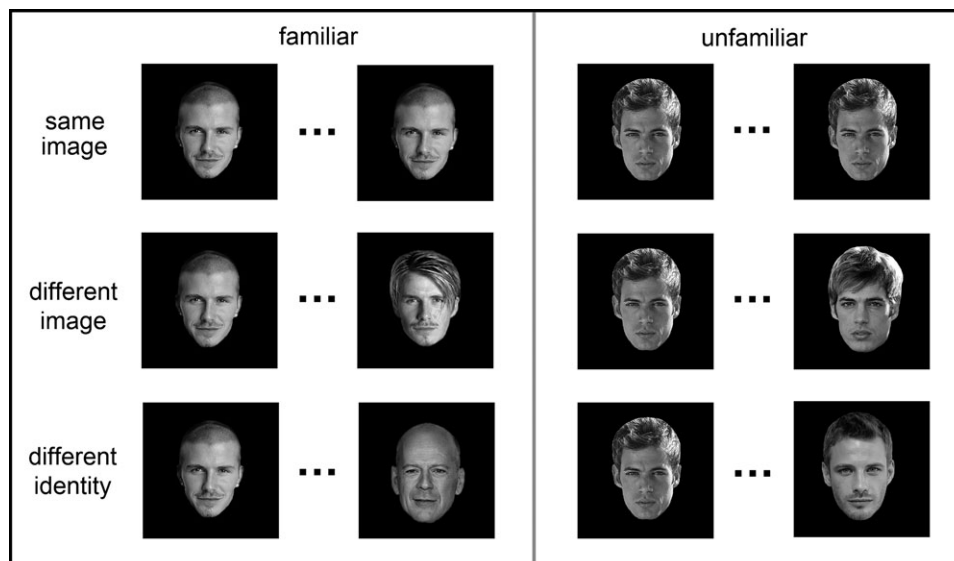 familiar
unfamiliar
same
image
different
image
different
identity